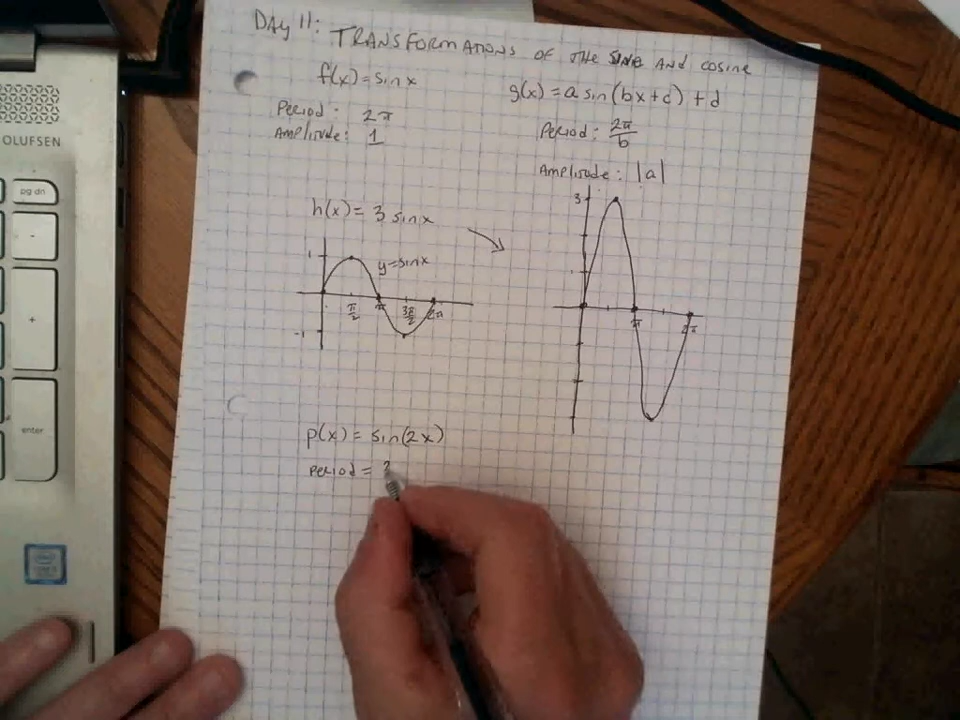 DAY 11: TRANSFORMATIONS OF THE SINE AND COSINE
f(x) = sin x
g(x) = a sin(bx+c) + d
Period: 2π
Amplitude: 1
Period: 2π/b
Amplitude: |a|
h(x) = 3 sin x
1
y = sin x
π/2
π
3π/2
2π
-1
3
π
2π
p(x) = sin(2x)
Period =
OLUFSEN
pg dn
-
+
enter